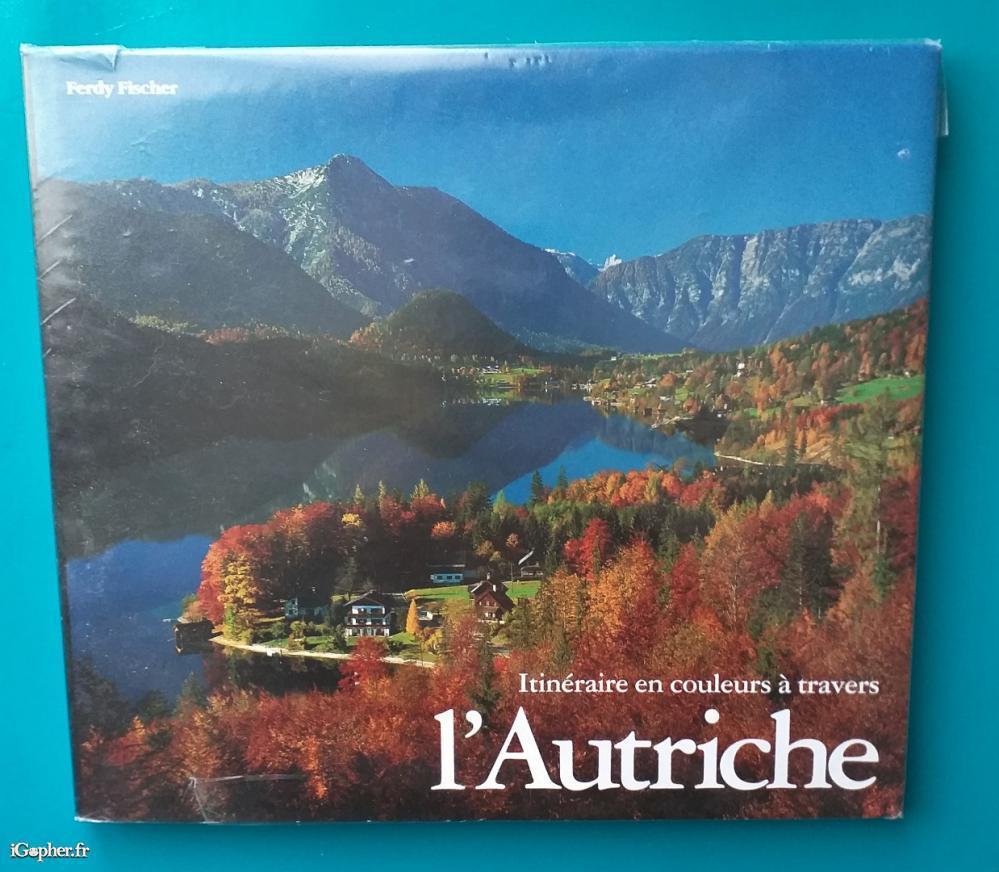 Ferdy Fischer
Itinéraire en couleurs à travers
l'Autriche
iGopher.fr